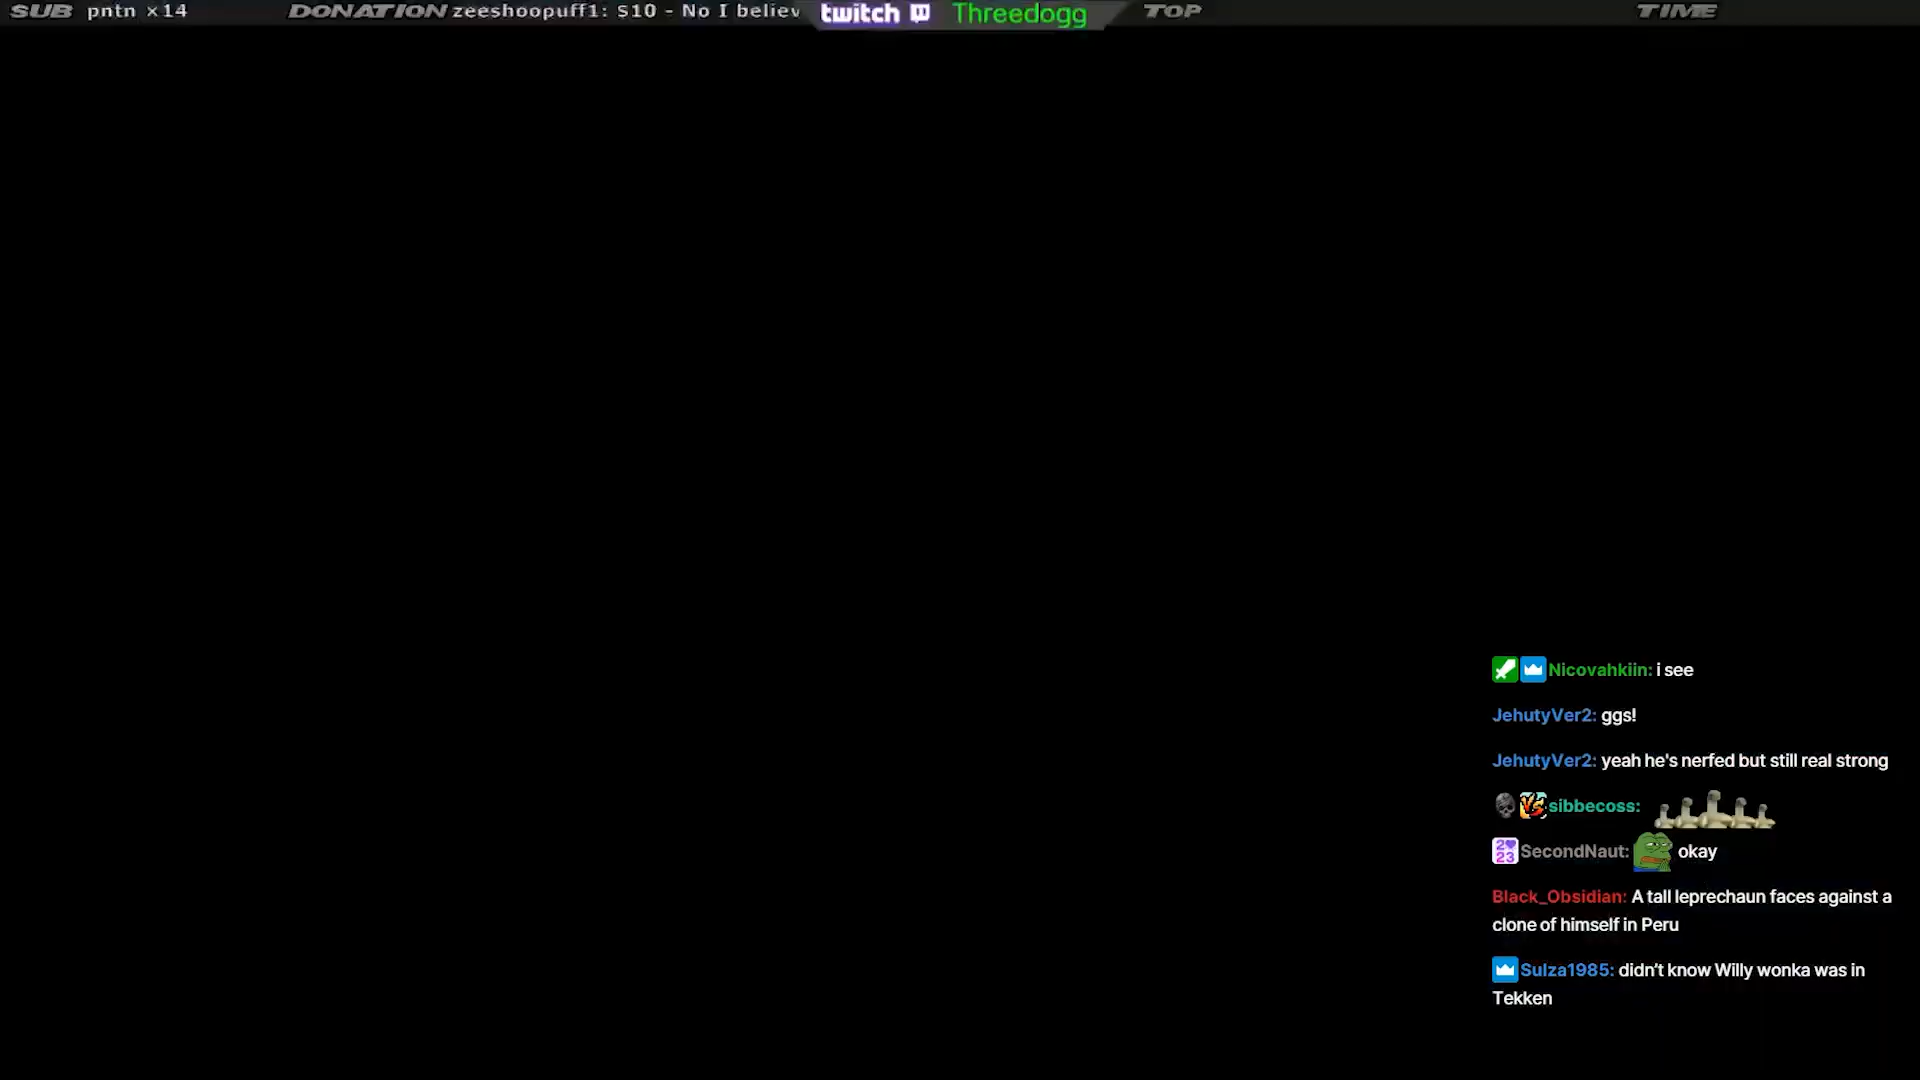 SUB pntn ×14 DONATION zeeshoopuff1: $10 - No I believ twitch Threedogg TOP TIME
Nicovahkiin: i see
JehutyVer2: ggs!
JehutyVer2: yeah he's nerfed but still real strong
sibbecoss:
SecondNaut: okay
Black_Obsidian: A tall leprechaun faces against a
clone of himself in Peru
Sulza1985: didn't know Willy wonka was in
Tekken